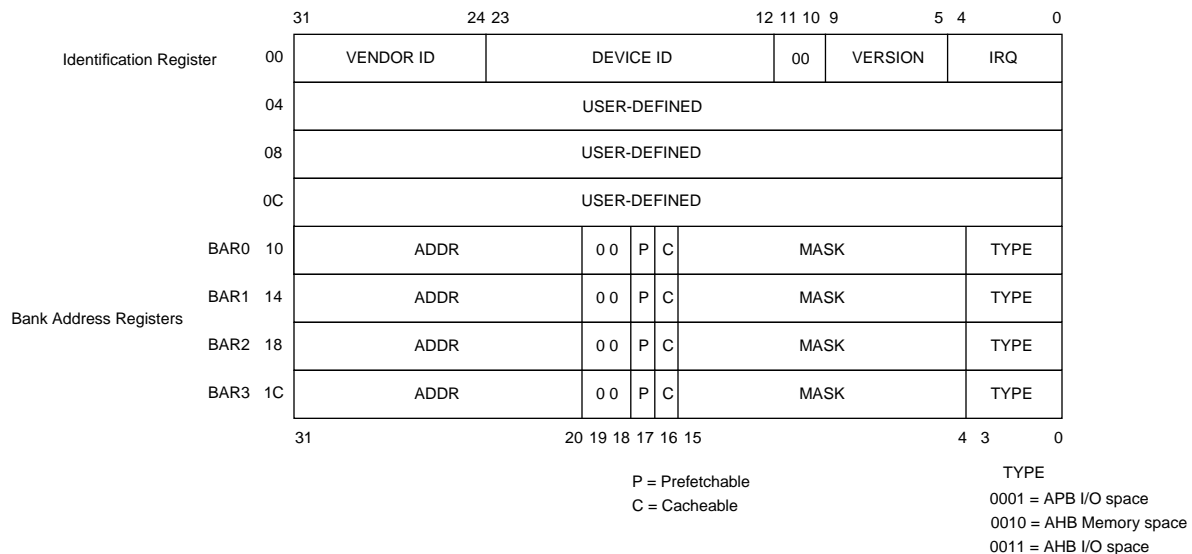 31 24 23 12 11 10 9 5 4 0
Identification Register 00 VENDOR ID DEVICE ID 00 VERSION IRQ
04 USER-DEFINED
08 USER-DEFINED
0C USER-DEFINED
BAR0 10 ADDR 0 0 P C MASK TYPE
BAR1 14 ADDR 0 0 P C MASK TYPE
Bank Address Registers
BAR2 18 ADDR 0 0 P C MASK TYPE
BAR3 1C ADDR 0 0 P C MASK TYPE
31 20 19 18 17 16 15 4 3 0
P = Prefetchable
C = Cacheable
TYPE
0001 = APB I/O space
0010 = AHB Memory space
0011 = AHB I/O space